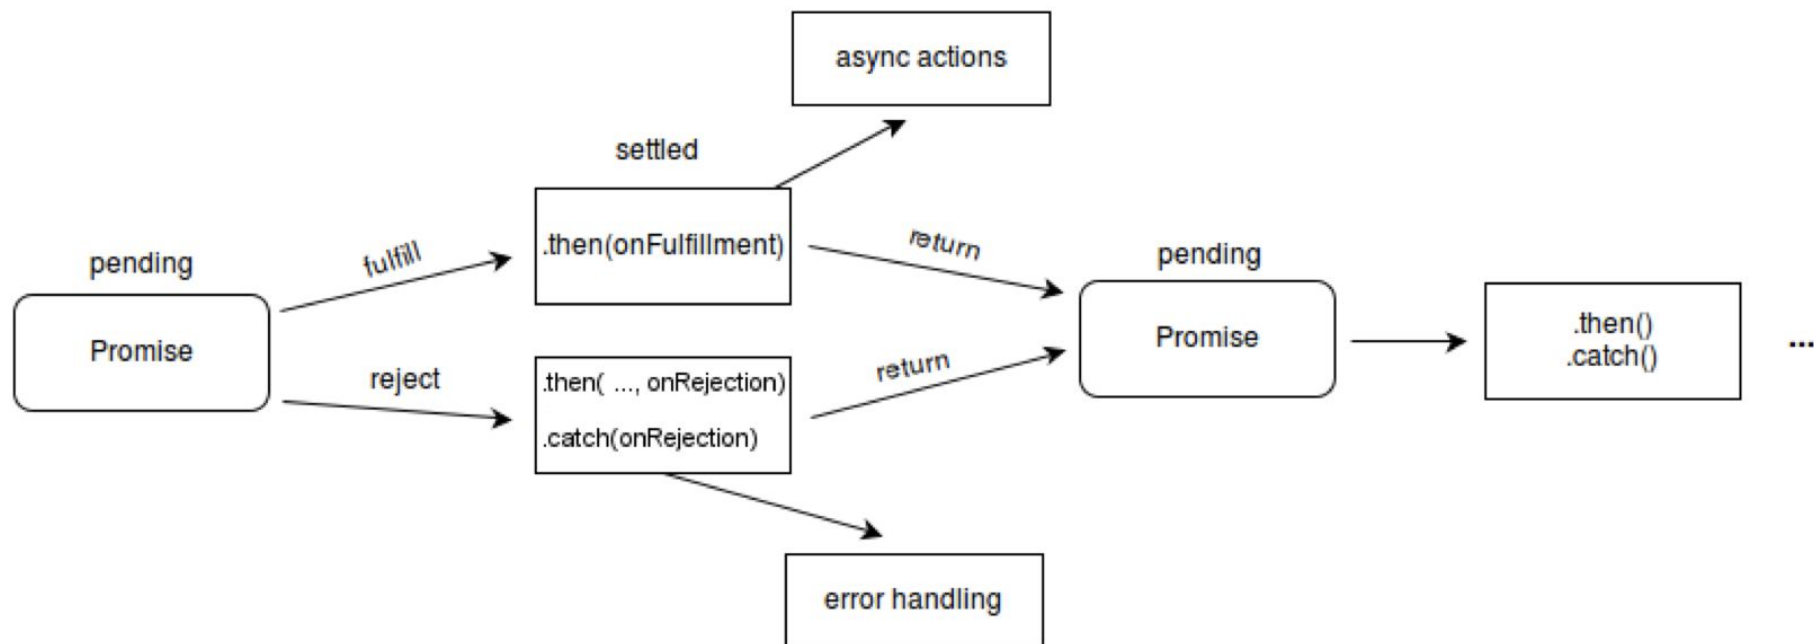 async actions
settled
.then(onFulfillment)
return
pending
fulfill
pending
Promise
Promise
.then()
.catch()
...
reject
.then( ..., onRejection)
.catch(onRejection)
return
error handling